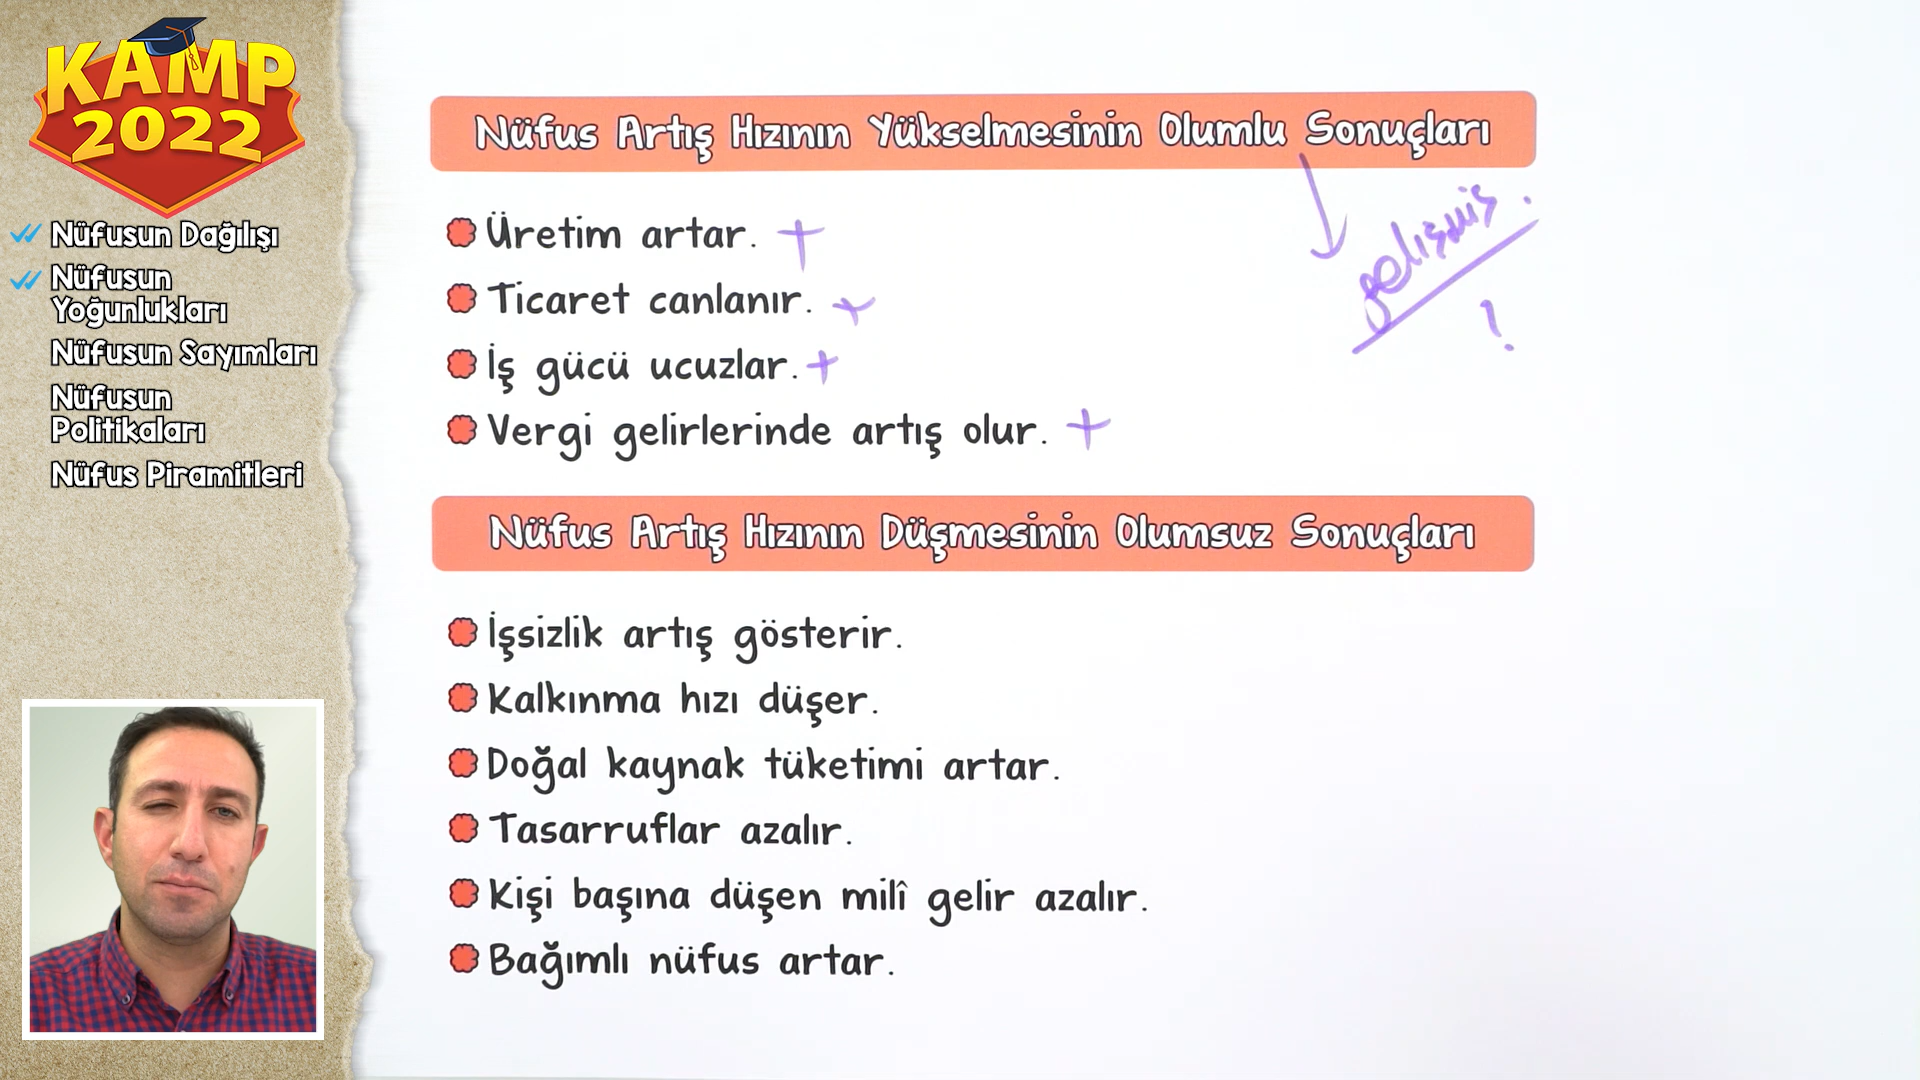 KAMP
2022
Nüfusun Dağılışı
Nüfusun
Yoğunlukları
Nüfusun Sayımları
Nüfusun
Politikaları
Nüfus Piramitleri
Nüfus Artış Hızının Yükselmesinin Olumlu Sonuçları
Üretim artar. +
Ticaret canlanır. +
İş gücü ucuzlar. +
Vergi gelirlerinde artış olur. +
gelişmiş.
?
Nüfus Artış Hızının Düşmesinin Olumsuz Sonuçları
İşsizlik artış gösterir.
Kalkınma hızı düşer.
Doğal kaynak tüketimi artar.
Tasarruflar azalır.
Kişi başına düşen milî gelir azalır.
Bağımlı nüfus artar.